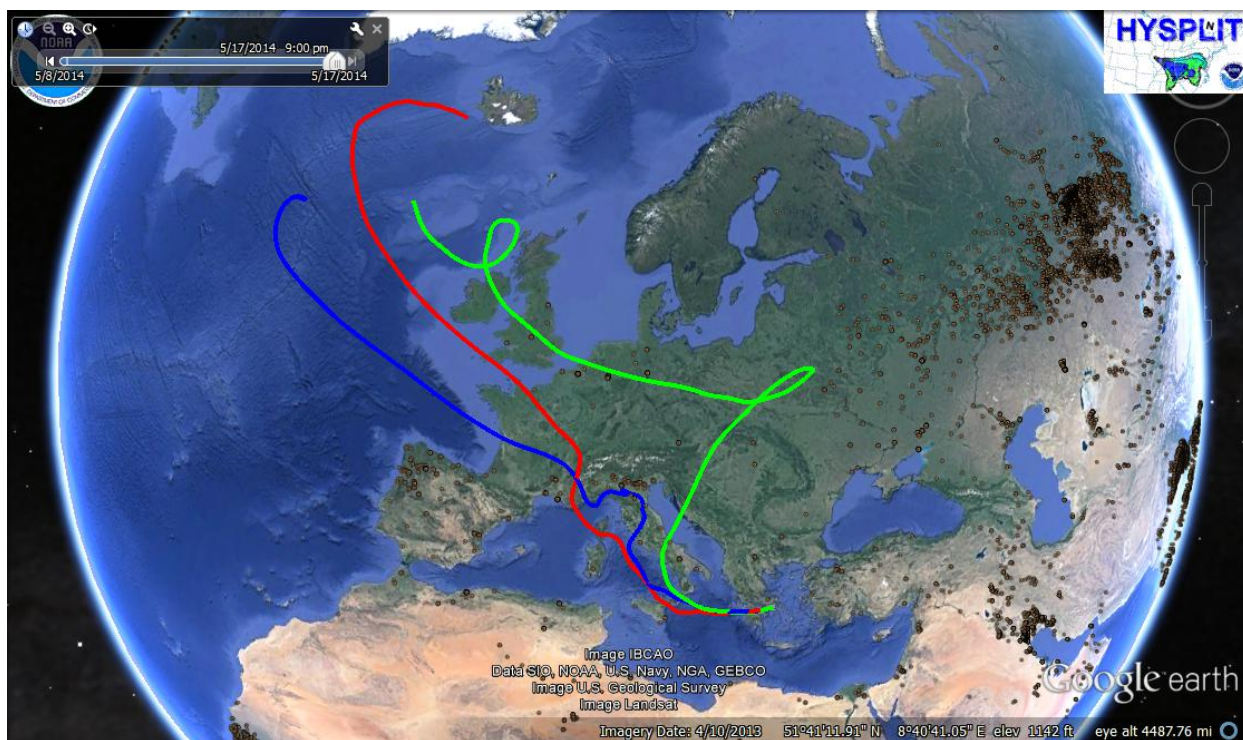 5/17/2014 9:00 pm
5/8/2014
5/17/2014
NOAA
HYSPLIT
N
Image IBCAO
Data SIO, NOAA, U.S. Navy, NGA, GEBCO
Image U.S. Geological Survey
Image Landsat
Google earth
Imagery Date: 4/10/2013 51°41'11.91" N 8°40'41.05" E elev 1142 ft eye alt 4487.76 mi